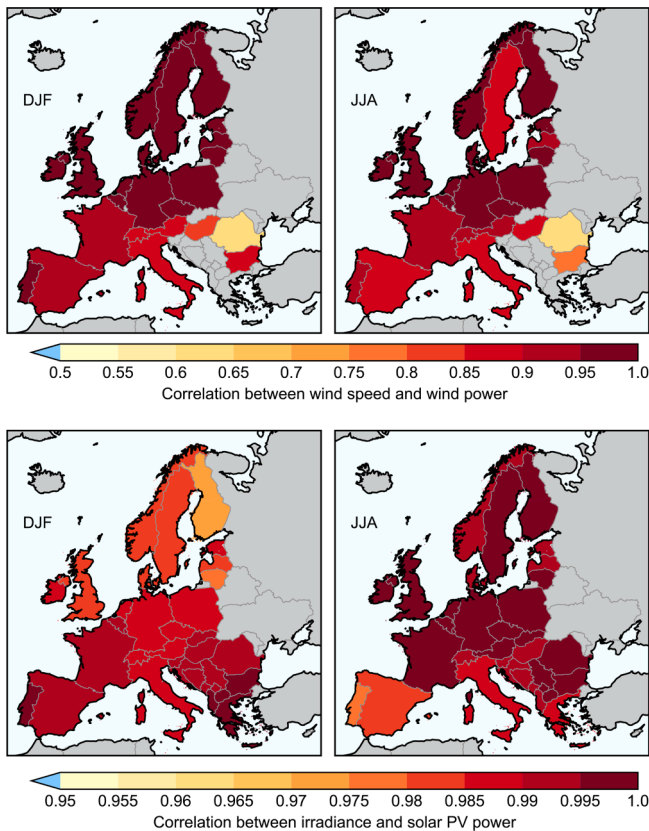 DJF
JJA
0.5 0.55 0.6 0.65 0.7 0.75 0.8 0.85 0.9 0.95 1.0
Correlation between wind speed and wind power
DJF
JJA
0.95 0.955 0.96 0.965 0.97 0.975 0.98 0.985 0.99 0.995 1.0
Correlation between irradiance and solar PV power